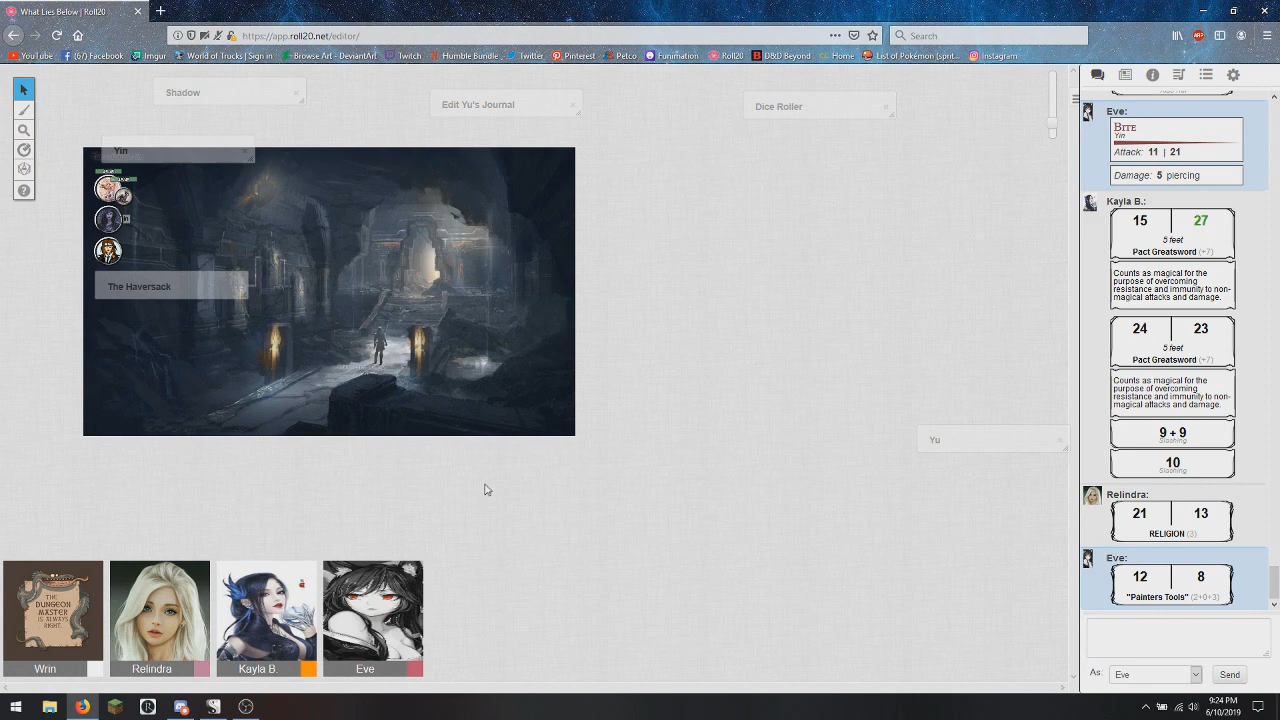 What Lies Below | Roll20
https://app.roll20.net/editor/
Search
YouTube
(67) Facebook
Imgur
World of Trucks | Sign in
Browse Art - DeviantArt
Twitch
Humble Bundle
Twitter
Pinterest
Petco
Funimation
Roll20
D&D Beyond
Home
List of Pokémon (sprit...
Instagram
Shadow
Edit Yu's Journal
Dice Roller
Yin
The Haversack
Yu
THE
DUNGEON
MASTER
IS ALWAYS
RIGHT.
Wrin
Relindra
Kayla B.
Eve
Eve:
BITE
Yin
Attack: 11 | 21
Damage: 5 piercing
Kayla B.:
15 27
5 feet
Pact Greatsword (+7)
Counts as magical for the
purpose of overcoming
resistance and immunity to non-
magical attacks and damage.
24 23
5 feet
Pact Greatsword (+7)
Counts as magical for the
purpose of overcoming
resistance and immunity to non-
magical attacks and damage.
9 + 9
Slashing
10
Slashing
Relindra:
21 13
RELIGION (3)
Eve:
12 8
"Painters Tools" (2+0+3)
As: Eve Send
9:24 PM
6/10/2019